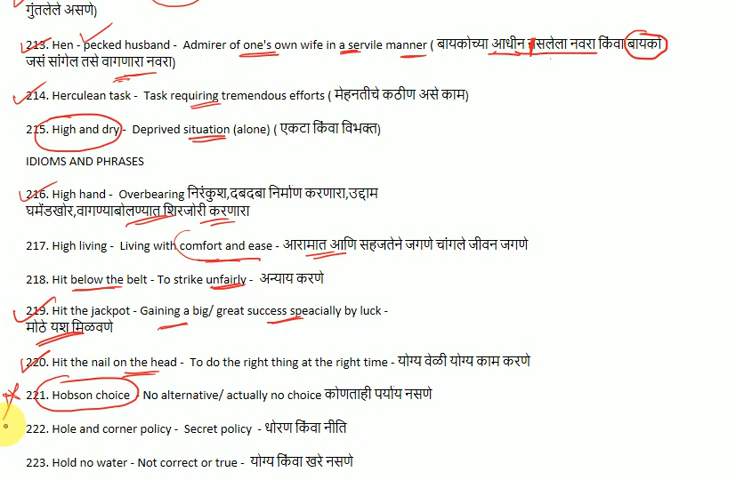 गुंतलेले असणे)
213. Hen - pecked husband - Admirer of one's own wife in a servile manner ( बायकोच्या आधीन असलेला नवरा किंवा बायको
जसं सांगेल तसे वागणारा नवरा)
214. Herculean task - Task requiring tremendous efforts ( मेहनतीचे कठीण असे काम)
215. High and dry - Deprived situation (alone) ( एकटा किंवा विभक्त)
IDIOMS AND PHRASES
216. High hand - Overbearing निरंकुश,दबदबा निर्माण करणारा,उद्दाम
घमेंडखोर,वागण्याबोलण्यात शिरजोरी करणारा
217. High living - Living with comfort and ease - आरामात आणि सहजतेने जगणे चांगले जीवन जगणे
218. Hit below the belt - To strike unfairly - अन्याय करणे
219. Hit the jackpot - Gaining a big/ great success speacially by luck -
मोठे यश मिळवणे
220. Hit the nail on the head - To do the right thing at the right time - योग्य वेळी योग्य काम करणे
221. Hobson choice - No alternative/ actually no choice कोणताही पर्याय नसणे
222. Hole and corner policy - Secret policy - धोरण किंवा नीति
223. Hold no water - Not correct or true - योग्य किंवा खरे नसणे